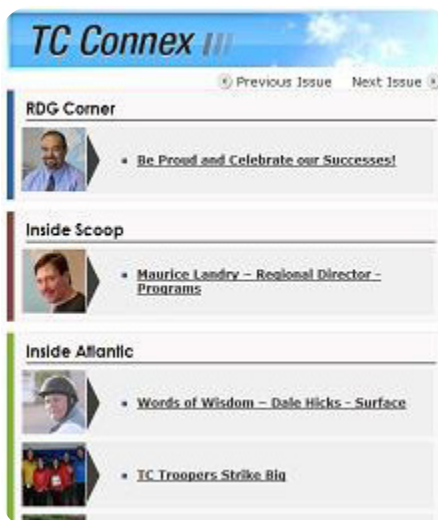 TC Connex
Previous Issue Next Issue
RDG Corner
Be Proud and Celebrate our Successes!
Inside Scoop
Maurice Landry – Regional Director -
Programs
Inside Atlantic
Words of Wisdom – Dale Hicks - Surface
TC Troopers Strike Big